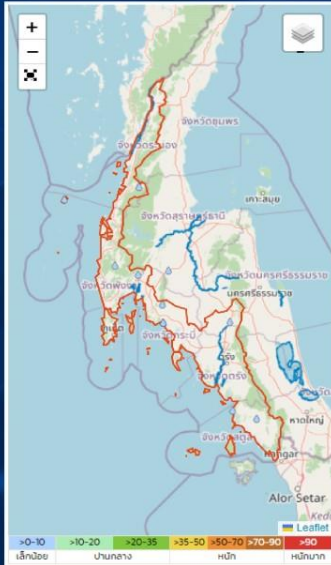 +
−
จังหวัดชุมพร
จังหวัดระนอง
เกาะสมุย
จังหวัดสุราษฎร์ธานี
จังหวัดนครศรีธรรมราช
นครศรีธรรมราช
จังหวัดพังงา
ภูเก็ต
จังหวัดกระบี่
ตรัง
จังหวัดตรัง
หาดใหญ่
จังหวัดสตูล
Kangar
Alor Setar
Leaflet
>0-10 >10-20 >20-35 >35-50 >50-70 >70-90 >90
เล็กน้อย ปานกลาง หนัก หนักมาก